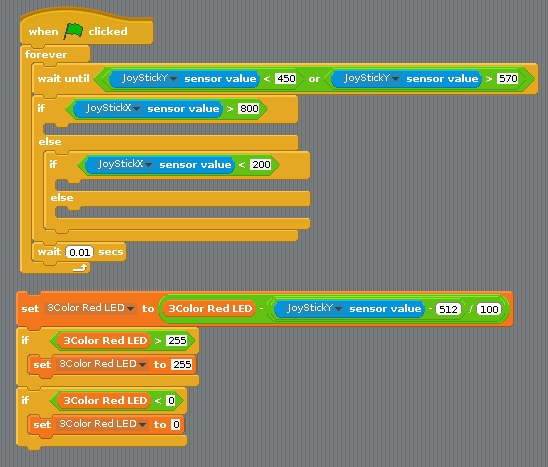 when clicked
forever
wait until JoyStickY sensor value < 450 or JoyStickY sensor value > 570
if JoyStickX sensor value > 800
else
if JoyStickX sensor value < 200
else
wait 0.01 secs
set 3Color Red LED to 3Color Red LED - JoyStickY sensor value - 512 / 100
if 3Color Red LED > 255
set 3Color Red LED to 255
if 3Color Red LED < 0
set 3Color Red LED to 0